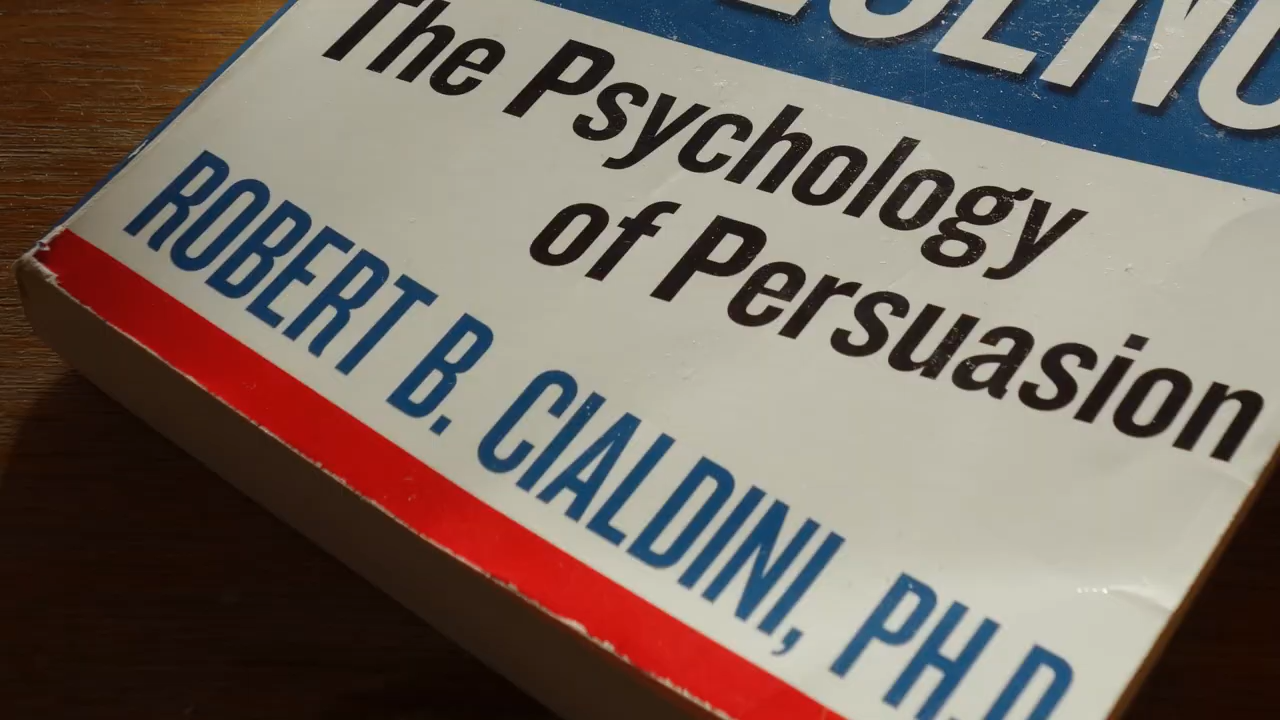 The Psychology
of Persuasion
ROBERT B. CIALDINI, PH.D